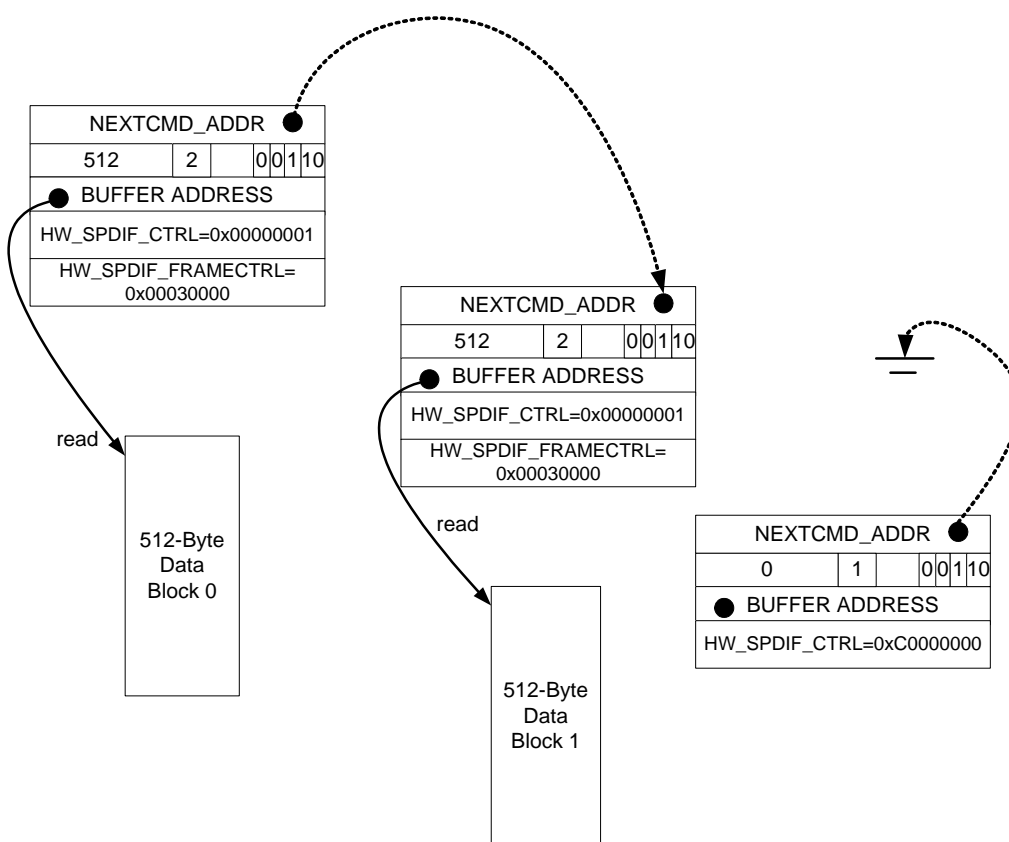 NEXTCMD_ADDR
512 2 0 0 1 10
BUFFER ADDRESS
HW_SPDIF_CTRL=0x00000001
HW_SPDIF_FRAMECTRL=
0x00030000
read
512-Byte
Data
Block 0
NEXTCMD_ADDR
512 2 0 0 1 10
BUFFER ADDRESS
HW_SPDIF_CTRL=0x00000001
HW_SPDIF_FRAMECTRL=
0x00030000
read
512-Byte
Data
Block 1
NEXTCMD_ADDR
0 1 0 0 1 10
BUFFER ADDRESS
HW_SPDIF_CTRL=0xC0000000